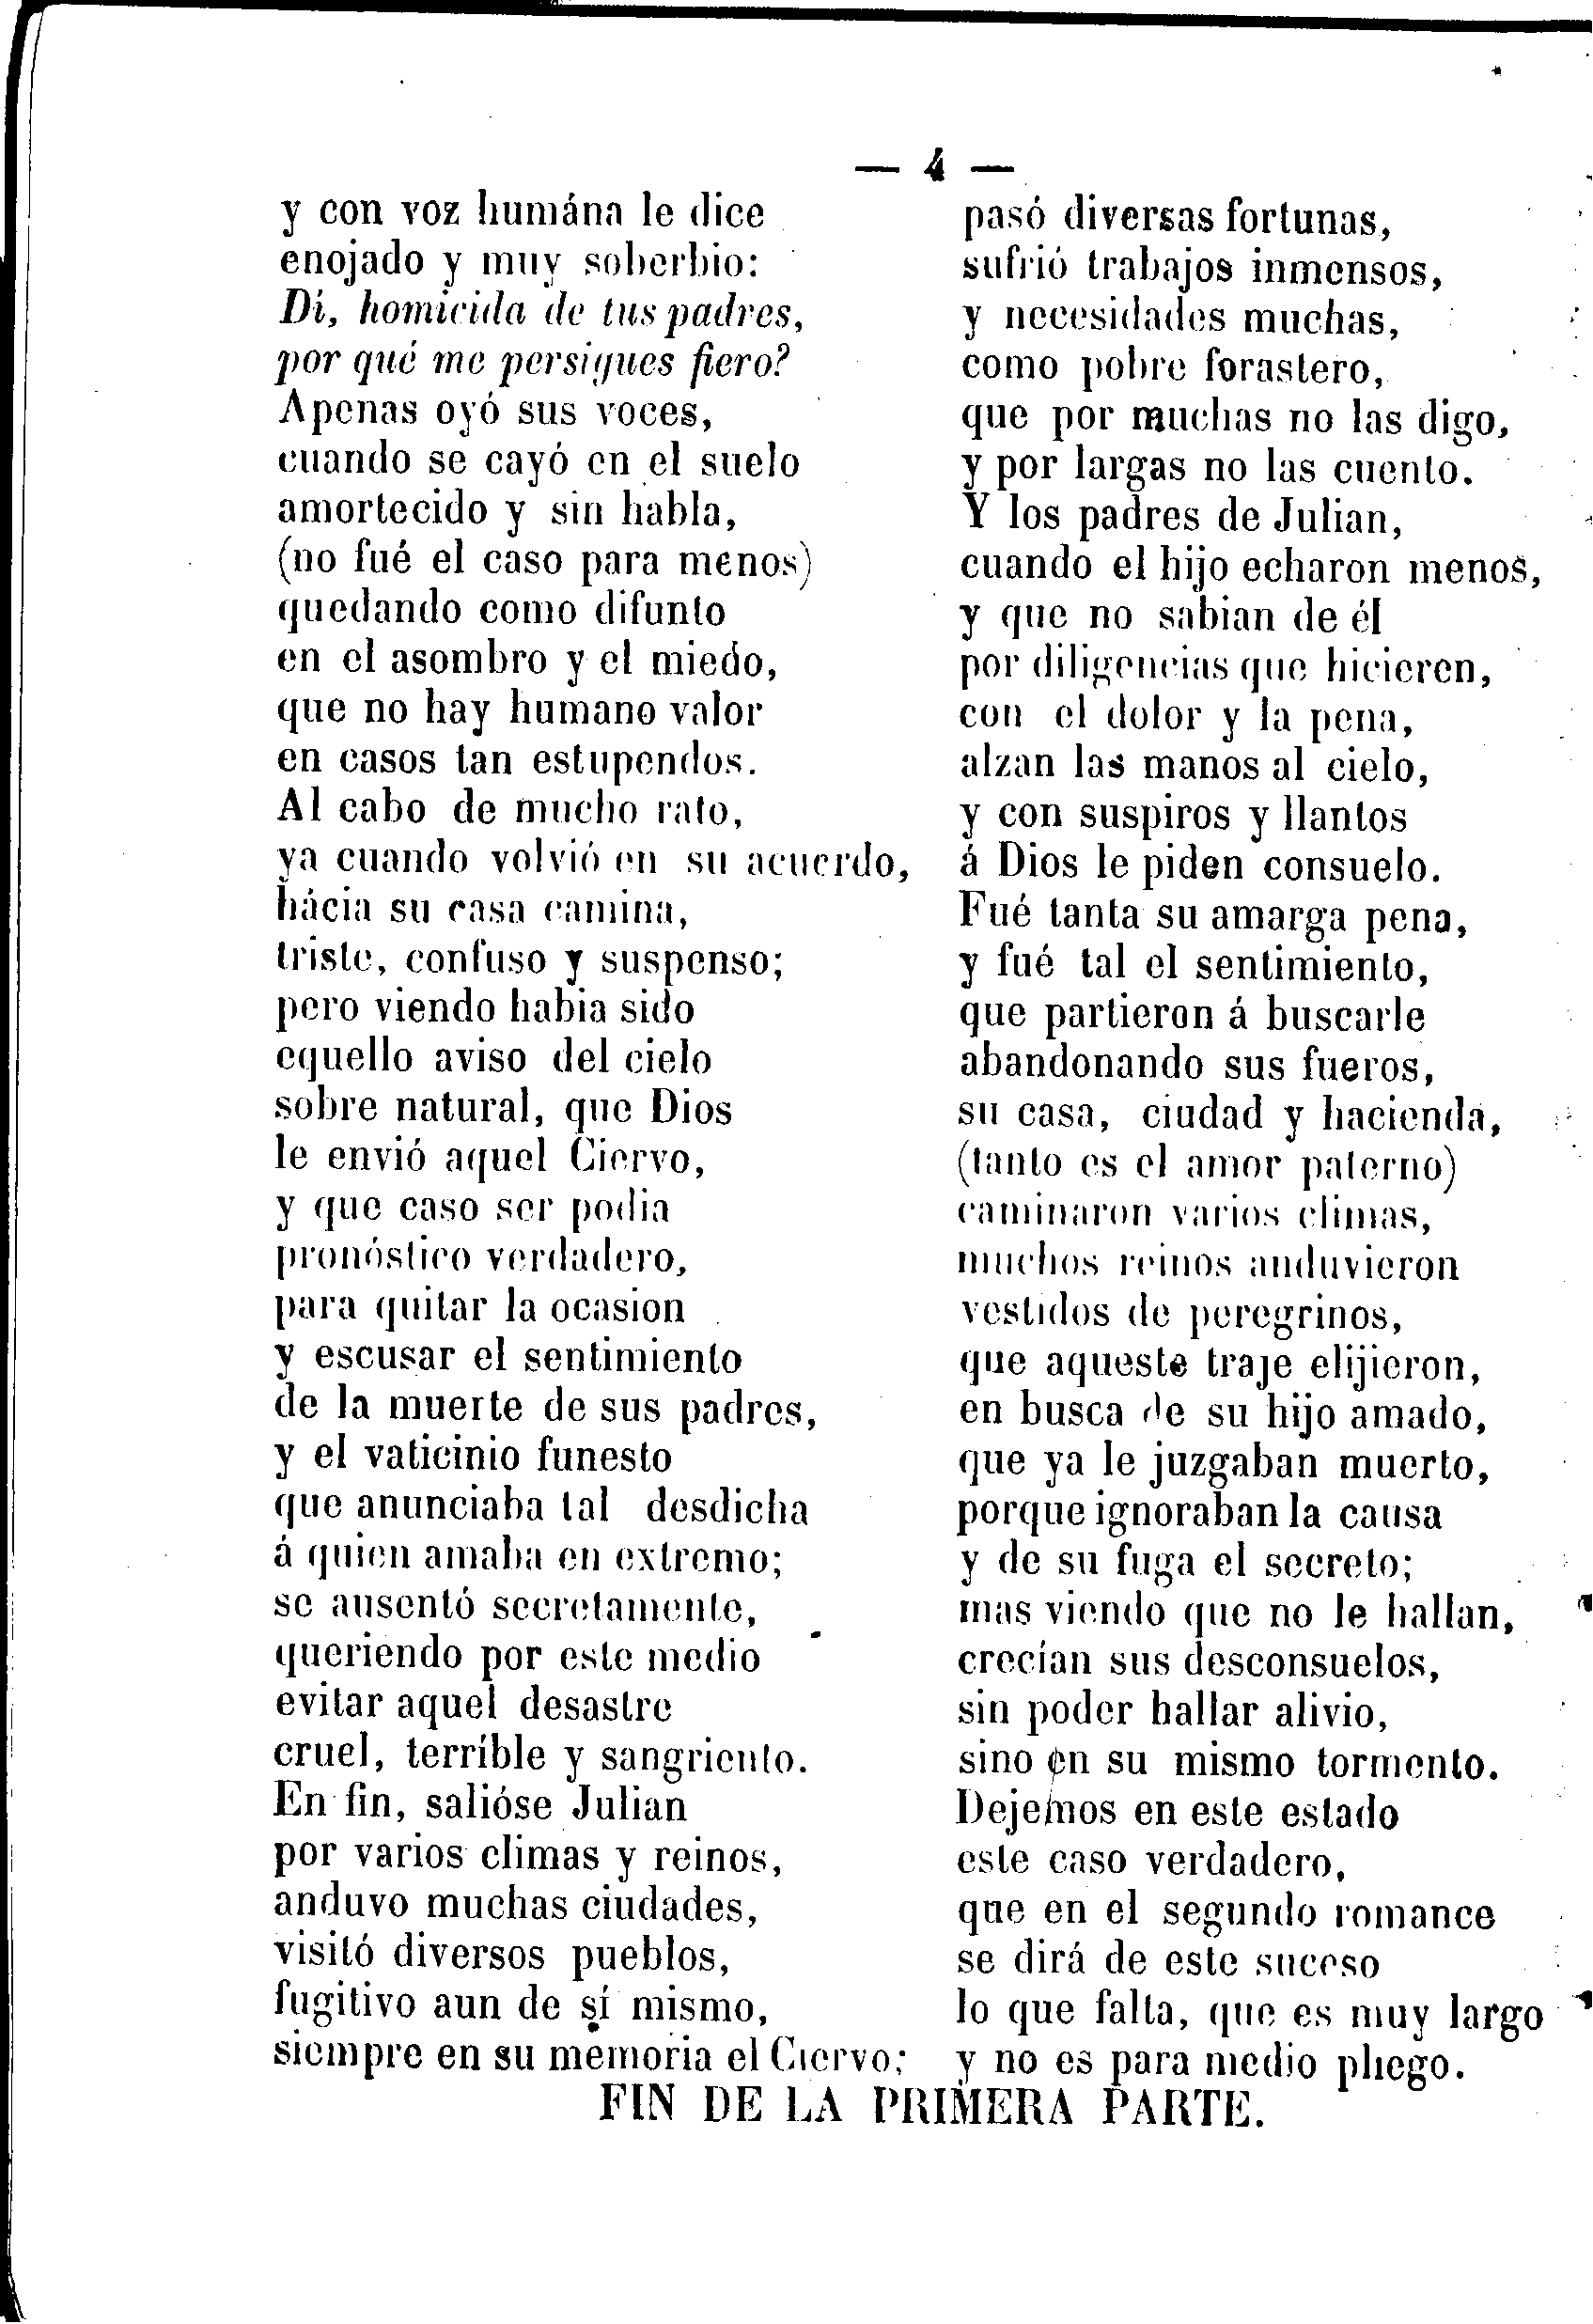 — 4 —
y con voz humána le dice
enojado y muy soberbio:
Di, homicida de tus padres,
por qué me persigues fiero?
Apenas oyó sus voces,
cuando se cayó en el suelo
amortecido y sin habla,
(no fué el caso para menos)
quedando como difunto
en el asombro y el miedo,
que no hay humano valor
en casos tan estupendos.
Al cabo de mucho rato,
ya cuando volvió en su acuerdo,
hácia su casa camina,
triste, confuso y suspenso;
pero viendo habia sido
equello aviso del cielo
sobre natural, que Dios
le envió aquel Ciervo,
y que caso ser podia
pronóstico verdadero,
para quitar la ocasion
y escusar el sentimiento
de la muerte de sus padres,
y el vaticinio funesto
que anunciaba tal desdicha
á quien amaba en extremo;
se ausentó secretamente,
queriendo por este medio
evitar aquel desastre
cruel, terrible y sangriento.
En fin, salióse Julian
por varios climas y reinos,
anduvo muchas ciudades,
visitó diversos pueblos,
fugitivo aun de sí mismo,
siempre en su memoria el Ciervo;
pasó diversas fortunas,
sufrió trabajos inmensos,
y necesidades muchas,
como pobre forastero,
que por muchas no las digo,
y por largas no las cuento.
Y los padres de Julian,
cuando el hijo echaron menos,
y que no sabian de él
por diligencias que hicieren,
con el dolor y la pena,
alzan las manos al cielo,
y con suspiros y llantos
á Dios le piden consuelo.
Fué tanta su amarga pena,
y fué tal el sentimiento,
que partieron á buscarle
abandonando sus fueros,
su casa, ciudad y hacienda,
(tanto es el amor paterno)
caminaron varios climas,
muchos reinos anduvieron
vestidos de peregrinos,
que aqueste traje elijieron,
en busca de su hijo amado,
que ya le juzgaban muerto,
porque ignoraban la causa
y de su fuga el secreto;
mas viendo que no le hallan,
crecían sus desconsuelos,
sin poder hallar alivio,
sino en su mismo tormento.
Dejemos en este estado
este caso verdadero,
que en el segundo romance
se dirá de este suceso
lo que falta, que es muy largo
y no es para medio pliego.
FIN DE LA PRIMERA PARTE.